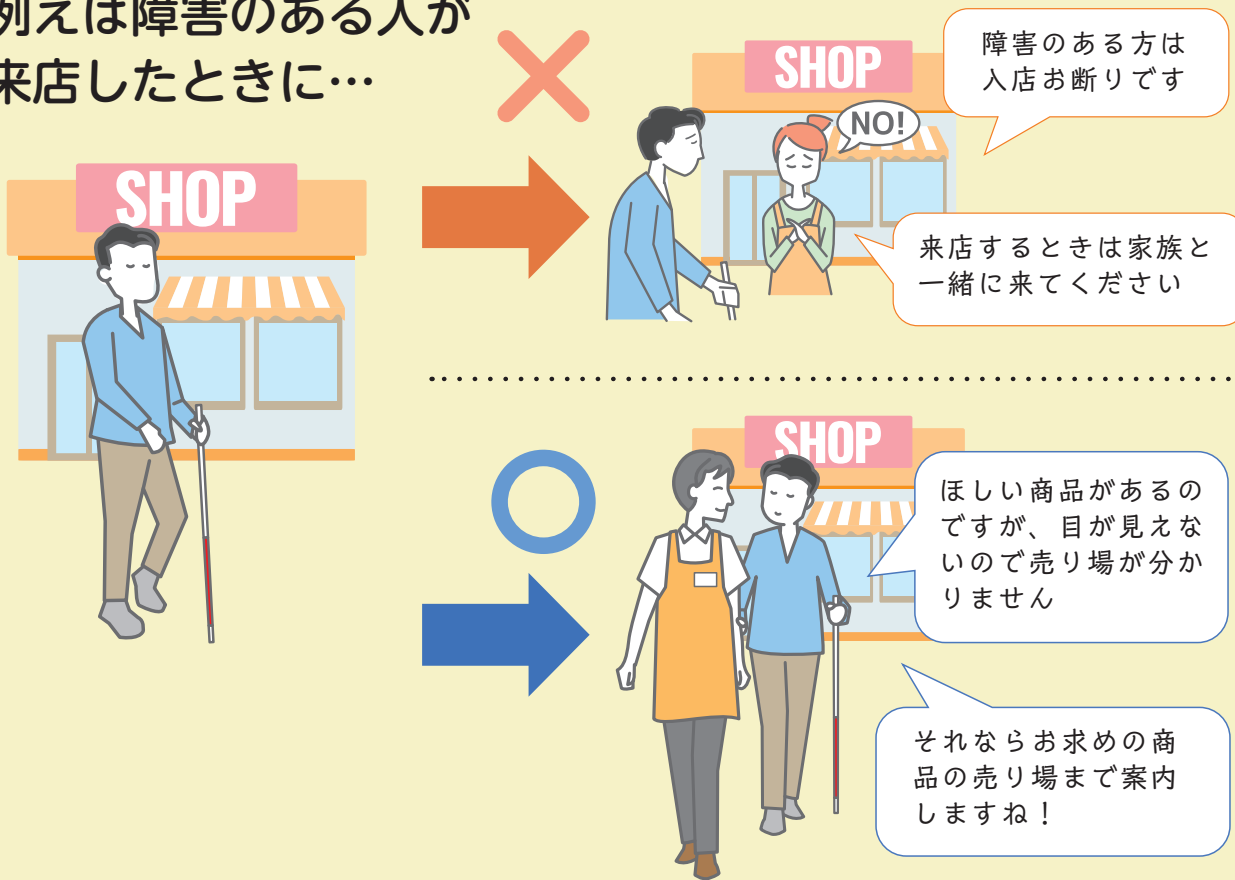 例えば障害のある人が
来店したときに…
SHOP
SHOP
NO!
障害のある方は
入店お断りです
来店するときは家族と
一緒に来てください
SHOP
ほしい商品があるの
ですが、目が見えな
いので売り場が分か
りません
それならお求めの商
品の売り場まで案内
しますね！